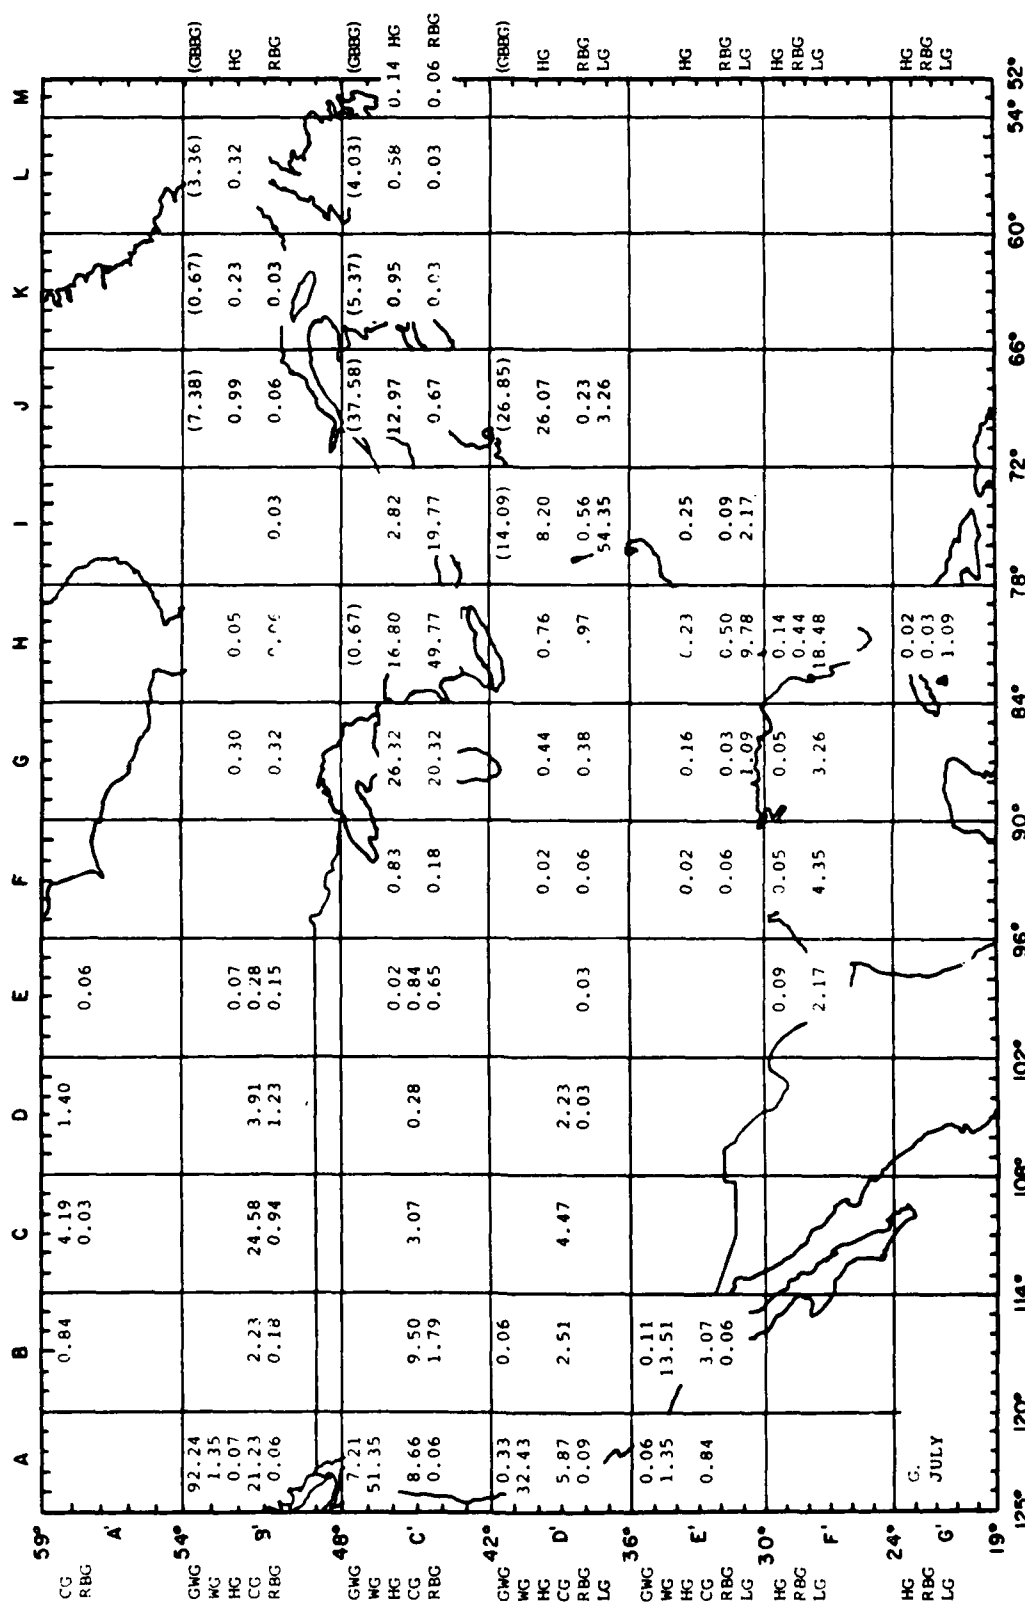 A B C D E F G H I J K L M
59°
CG 0.84 4.19 1.40
RBG 0.03 0.06
A'
54°
GWG 92.24 (7.38) (0.67) (3.36) (GBBG)
WG 1.35
HG 0.07 0.07 0.30 0.05 0.99 0.23 0.32 HG
CG 21.23 2.23 24.58 3.91 0.28
RBG 0.06 0.18 0.94 1.23 0.15 0.32 0.03 0.06 0.03 RBG
48°
GWG 7.21 (0.67) (37.58) (5.37) (4.03) (GBBG)
WG 51.35
HG 0.02 0.83 26.32 16.80 2.82 12.97 0.95 0.58 0.14 HG
CG 8.66 9.50 3.07 0.28 0.84
C'
RBG 0.06 1.79 0.65 0.18 20.32 49.77 19.77 0.67 0.03 0.06 RBG
42°
GWG 0.33 0.06 (14.09) (26.85) (GBBG)
WG 32.43
HG 0.02 0.44 0.76 8.20 26.07 HG
CG 5.87 2.51 4.47 2.23
D'
RBG 0.09 0.03 0.03 0.06 0.38 .97 0.56 0.23 RBG
LG 54.35 3.26 LG
36°
GWG 0.06 0.11
WG 1.35 13.51
HG 0.02 0.16 0.25 HG
CG 0.84 3.07
E'
RBG 0.06 0.06 0.03 0.50 0.09 RBG
LG 1.09 9.78 2.17 LG
30°
HG 0.09 0.05 0.05 0.14 HG
RBG 0.44 RBG
LG 2.17 4.35 3.26 18.48 LG
F'
24°
HG 0.02 HG
RBG 0.03 RBG
LG 1.09 LG
G.
JULY
G'
19°
125° 120° 114° 108° 102° 96° 90° 84° 78° 72° 66° 60° 54° 52°